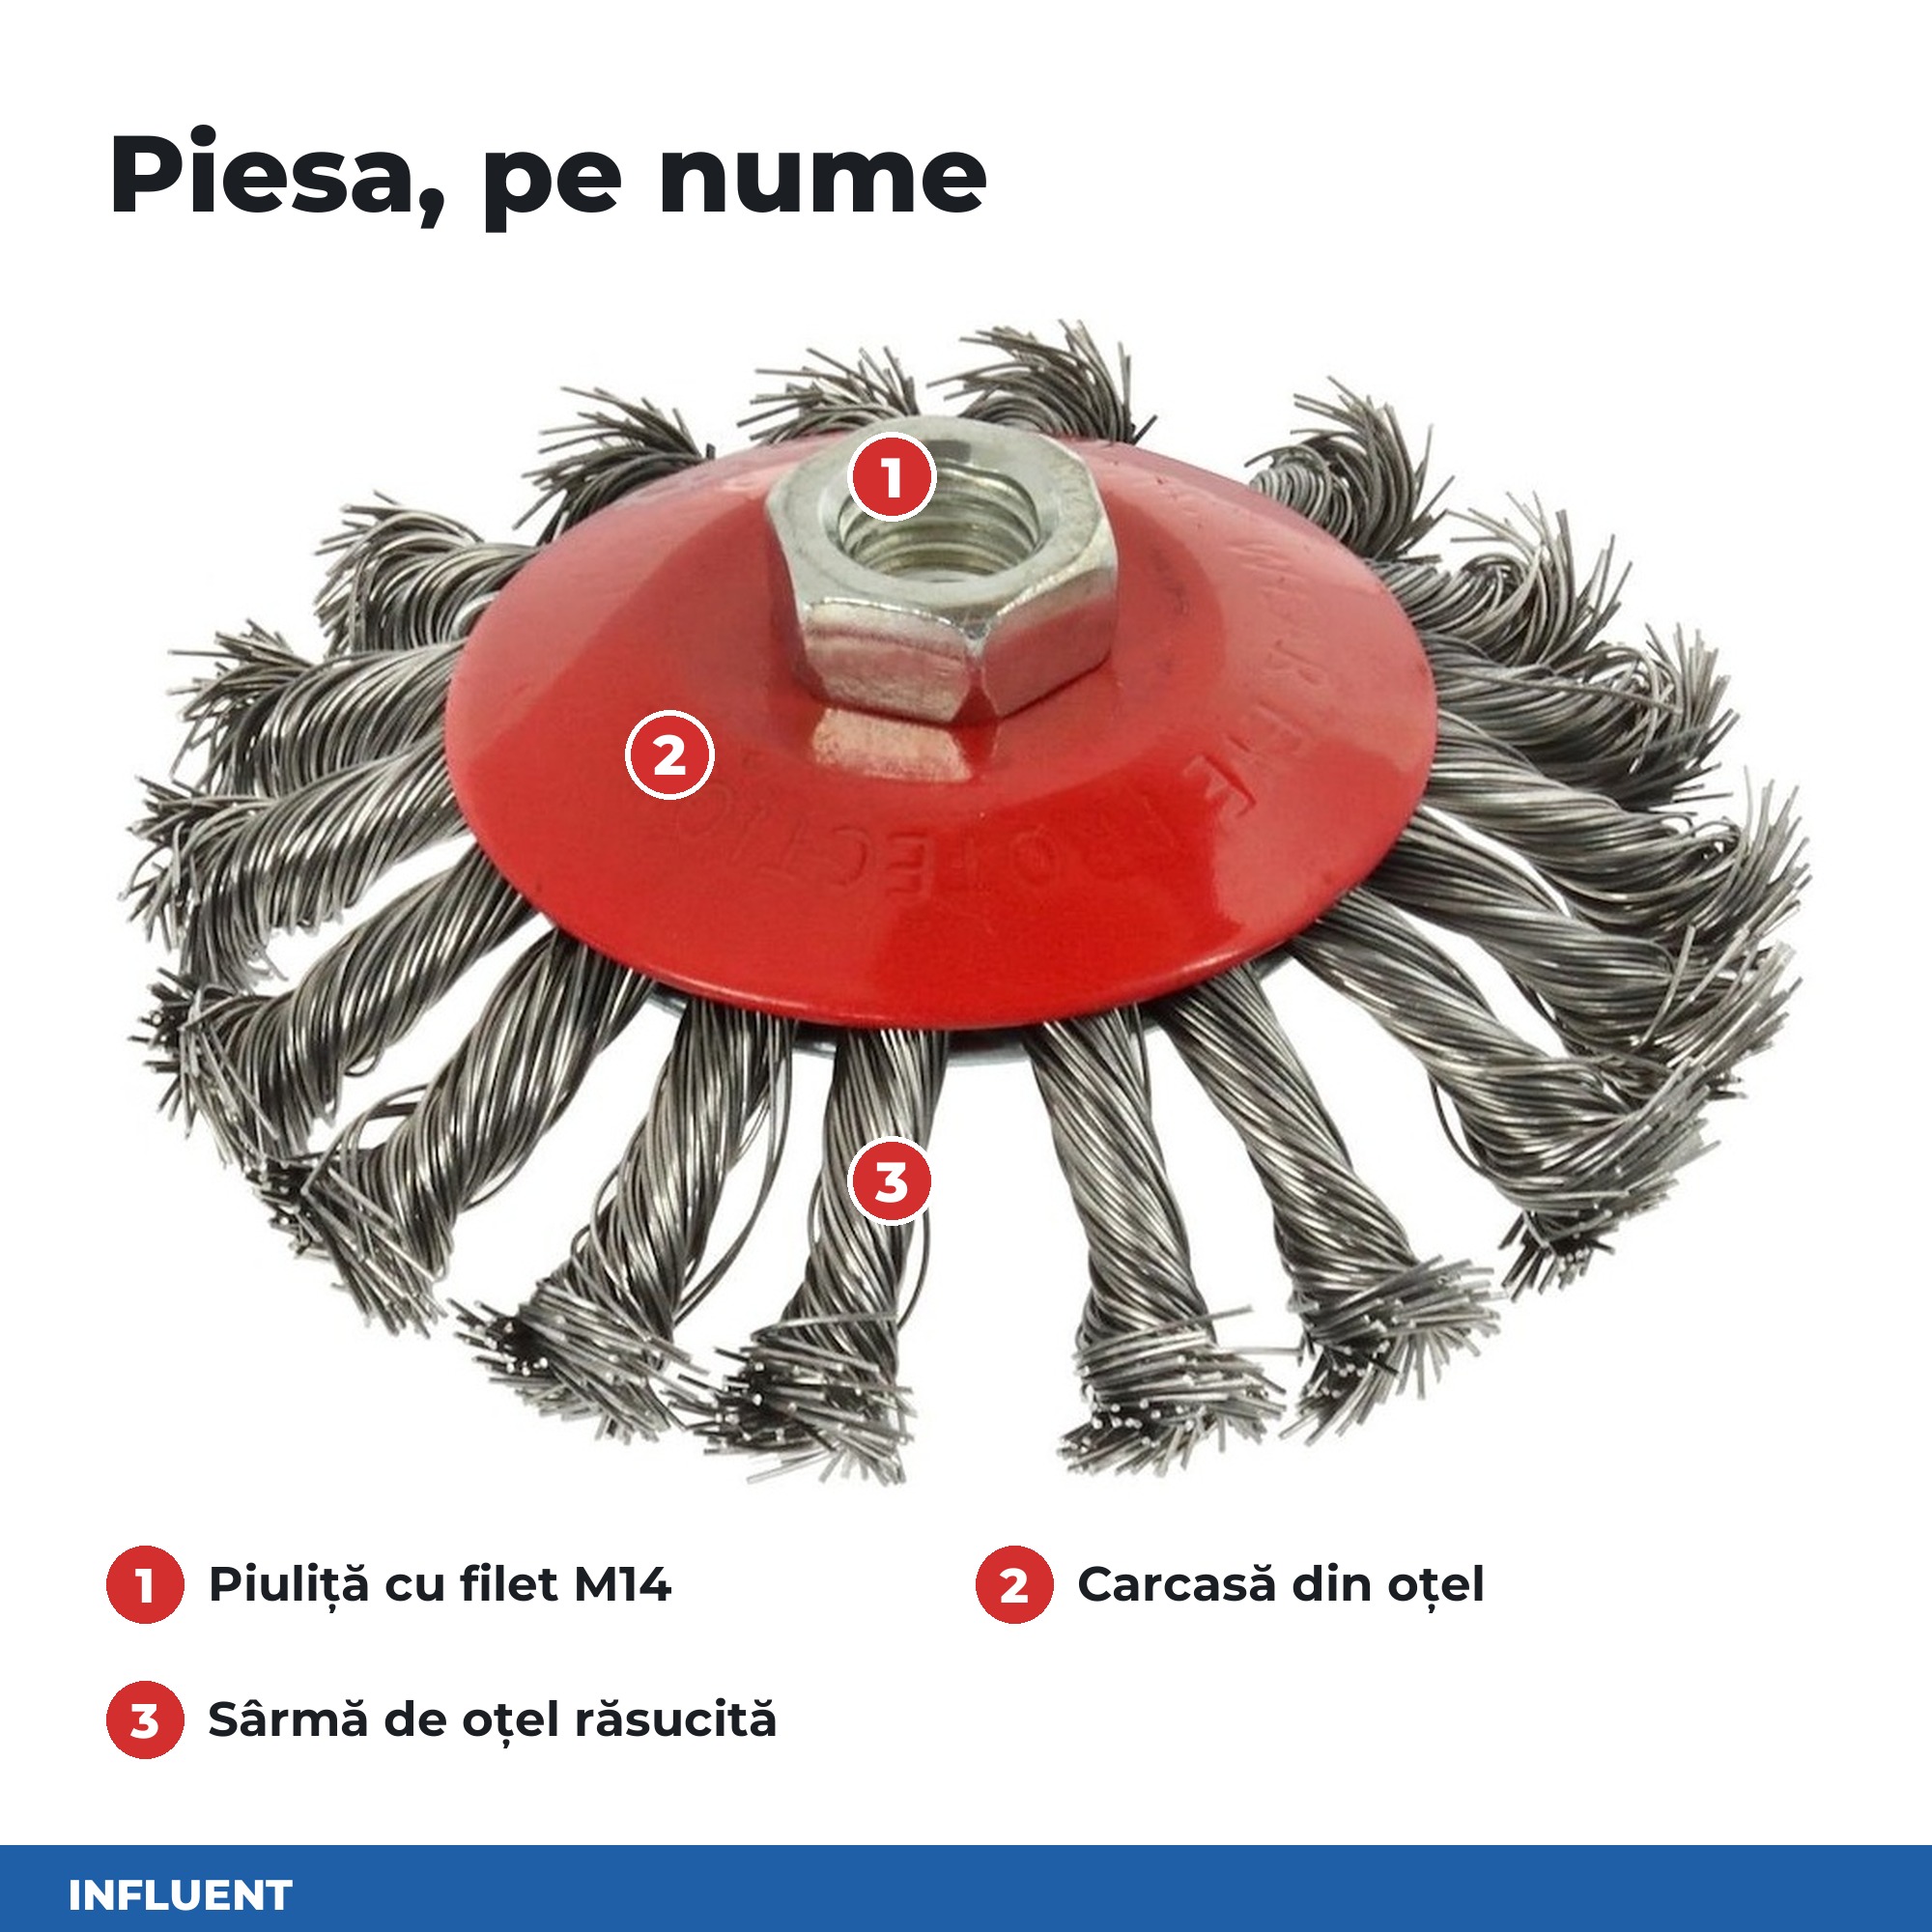 Piesa, pe nume
1
2
PROTECTION
3
1 Piuliță cu filet M14
2 Carcasă din oțel
3 Sârmă de oțel răsucită
INFLUENT